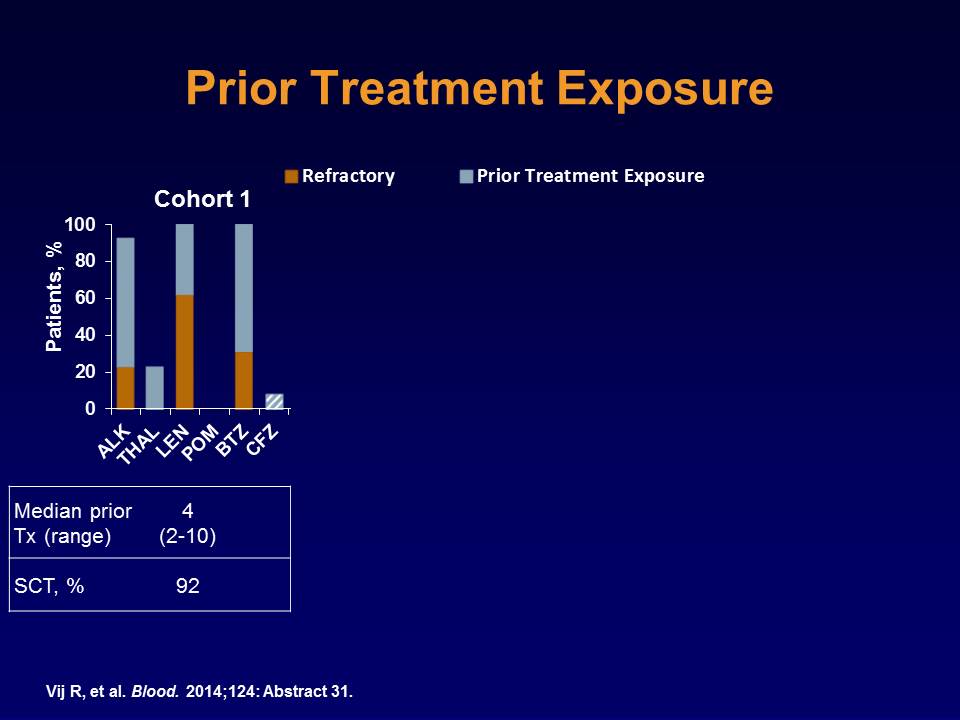 Prior Treatment Exposure
Refractory Prior Treatment Exposure
Cohort 1
Patients, %
100
80
60
40
20
0
ALK THAL LEN POM BTZ CFZ
Median prior 4
Tx (range) (2-10)
SCT, % 92
Vij R, et al. Blood. 2014;124: Abstract 31.